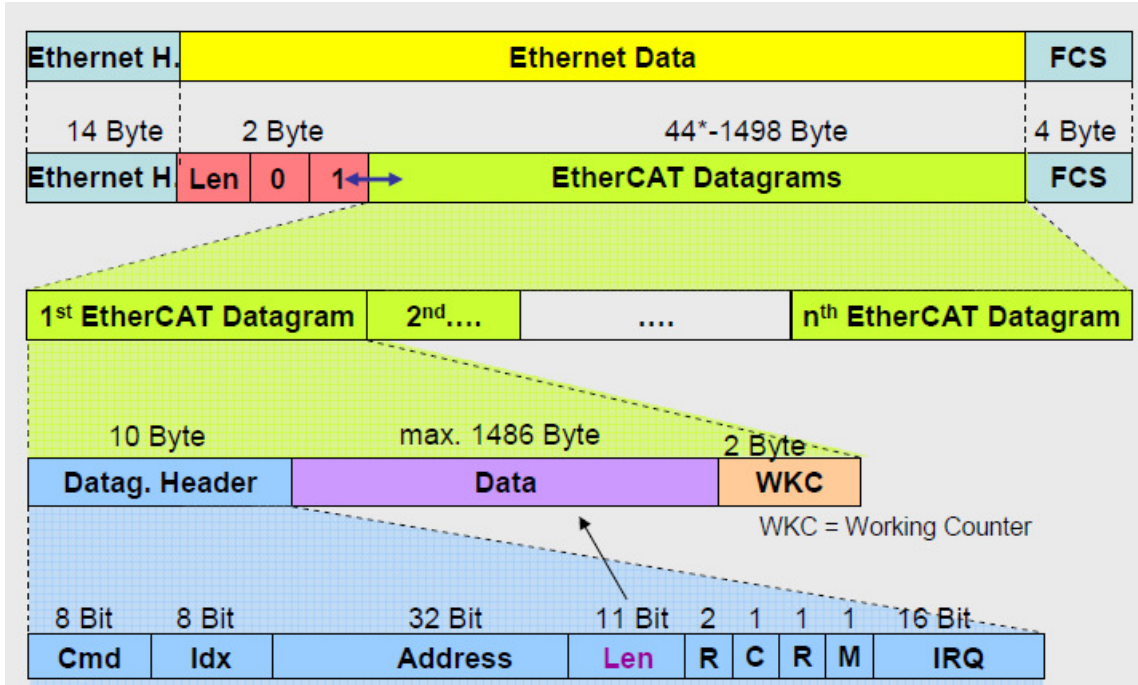 Ethernet H. Ethernet Data FCS
14 Byte 2 Byte 44*-1498 Byte 4 Byte
Ethernet H. Len 0 1 EtherCAT Datagrams FCS
1st EtherCAT Datagram 2nd.... .... nth EtherCAT Datagram
10 Byte max. 1486 Byte 2 Byte
Datag. Header Data WKC
WKC = Working Counter
8 Bit 8 Bit 32 Bit 11 Bit 2 1 1 1 16 Bit
Cmd Idx Address Len R C R M IRQ